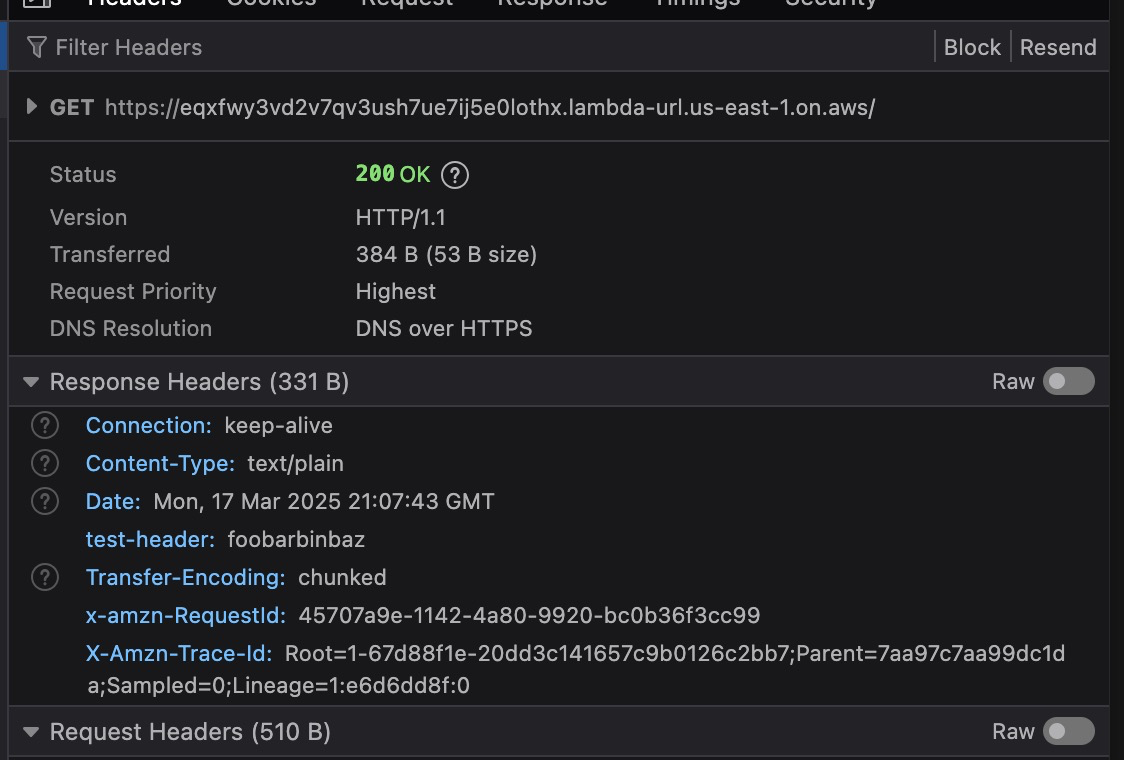 Headers Cookies Request Response Timings Security
Filter Headers Block Resend
GET https://eqxfwy3vd2v7qv3ush7ue7ij5e0lothx.lambda-url.us-east-1.on.aws/
Status 200 OK ?
Version HTTP/1.1
Transferred 384 B (53 B size)
Request Priority Highest
DNS Resolution DNS over HTTPS
Response Headers (331 B) Raw
? Connection: keep-alive
? Content-Type: text/plain
? Date: Mon, 17 Mar 2025 21:07:43 GMT
test-header: foobarbinbaz
? Transfer-Encoding: chunked
x-amzn-RequestId: 45707a9e-1142-4a80-9920-bc0b36f3cc99
X-Amzn-Trace-Id: Root=1-67d88f1e-20dd3c141657c9b0126c2bb7;Parent=7aa97c7aa99dc1d
a;Sampled=0;Lineage=1:e6d6dd8f:0
Request Headers (510 B) Raw